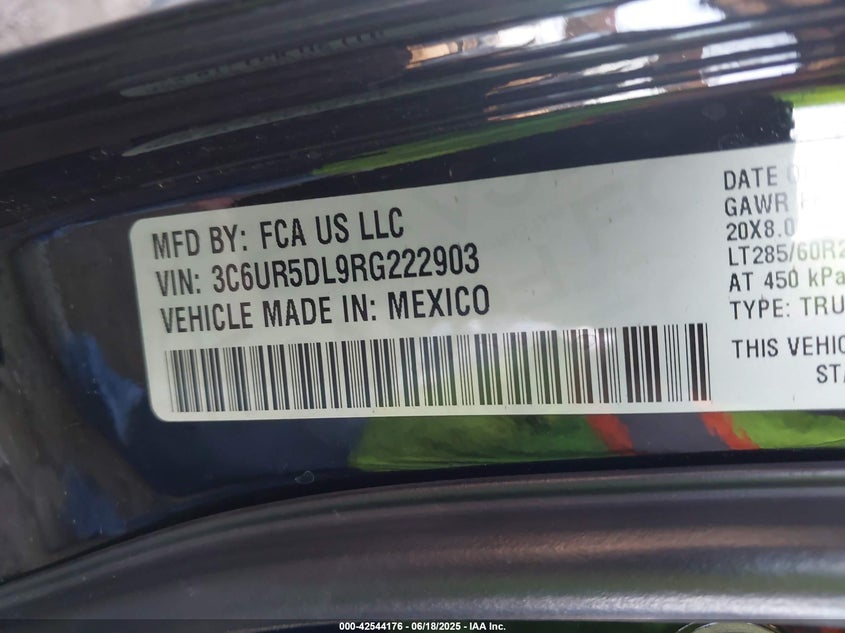 MFD BY: FCA US LLC
VIN: 3C6UR5DL9RG222903
VEHICLE MADE IN: MEXICO
DATE O
GAWR
20X8.0
LT285/60R2
AT 450 kPa
TYPE: TRU
THIS VEHIC
STA
000-42544176 - 06/18/2025 - IAA Inc.